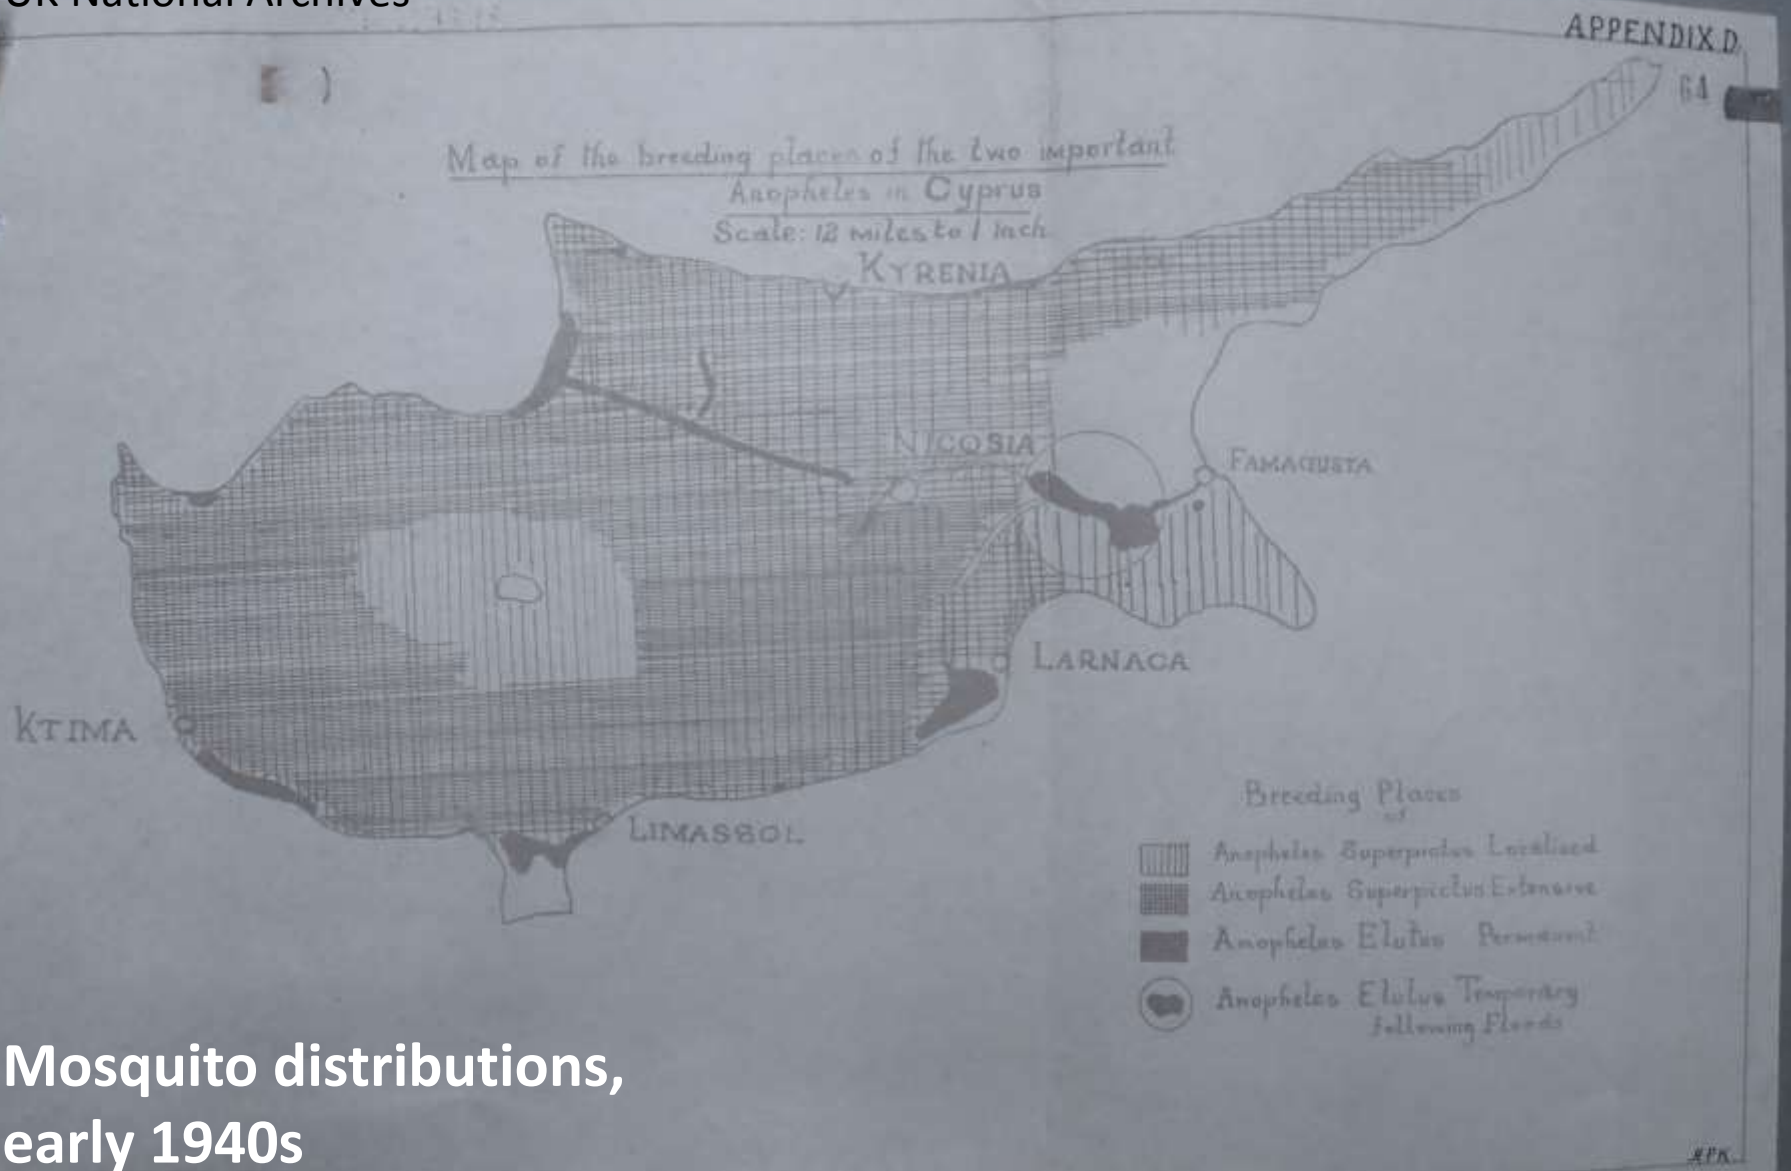 UK National Archives
APPENDIX D
64
Map of the breeding places of the two important
Anopheles in Cyprus
Scale: 12 miles to 1 inch
KYRENIA
NICOSIA
FAMAGUSTA
LARNACA
KTIMA
LIMASSOL
Breeding Places
of
Anopheles Superpictus Localised
Anopheles Superpictus Extensive
Anopheles Elutus Permanent
Anopheles Elutus Temporary
following Floods
Mosquito distributions,
early 1940s